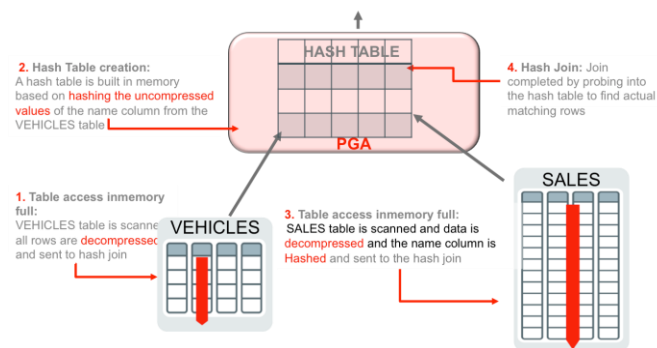 HASH TABLE
2. Hash Table creation:
A hash table is built in memory
based on hashing the uncompressed
values of the name column from the
VEHICLES table
4. Hash Join: Join
completed by probing into
the hash table to find actual
matching rows
PGA
1. Table access inmemory
full:
VEHICLES table is scanne
all rows are decompressed
and sent to hash join
VEHICLES
3. Table access inmemory full:
SALES table is scanned and data is
decompressed and the name column is
Hashed and sent to the hash join
SALES